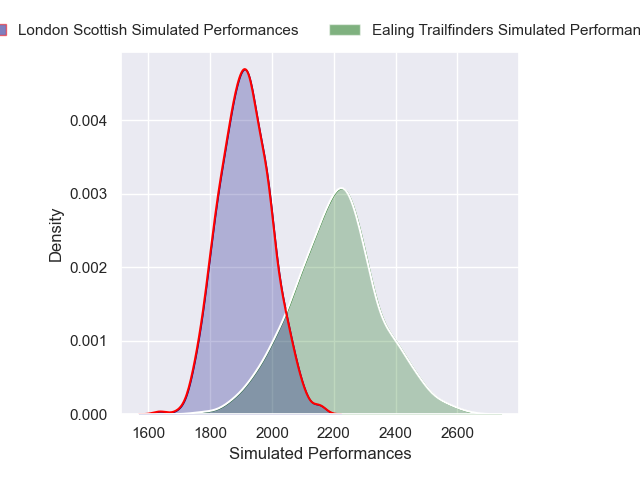 London Scottish Simulated Performances
Ealing Trailfinders Simulated Performan
0.004
0.003
0.002
0.001
0.000
Density
1600 1800 2000 2200 2400 2600
Simulated Performances